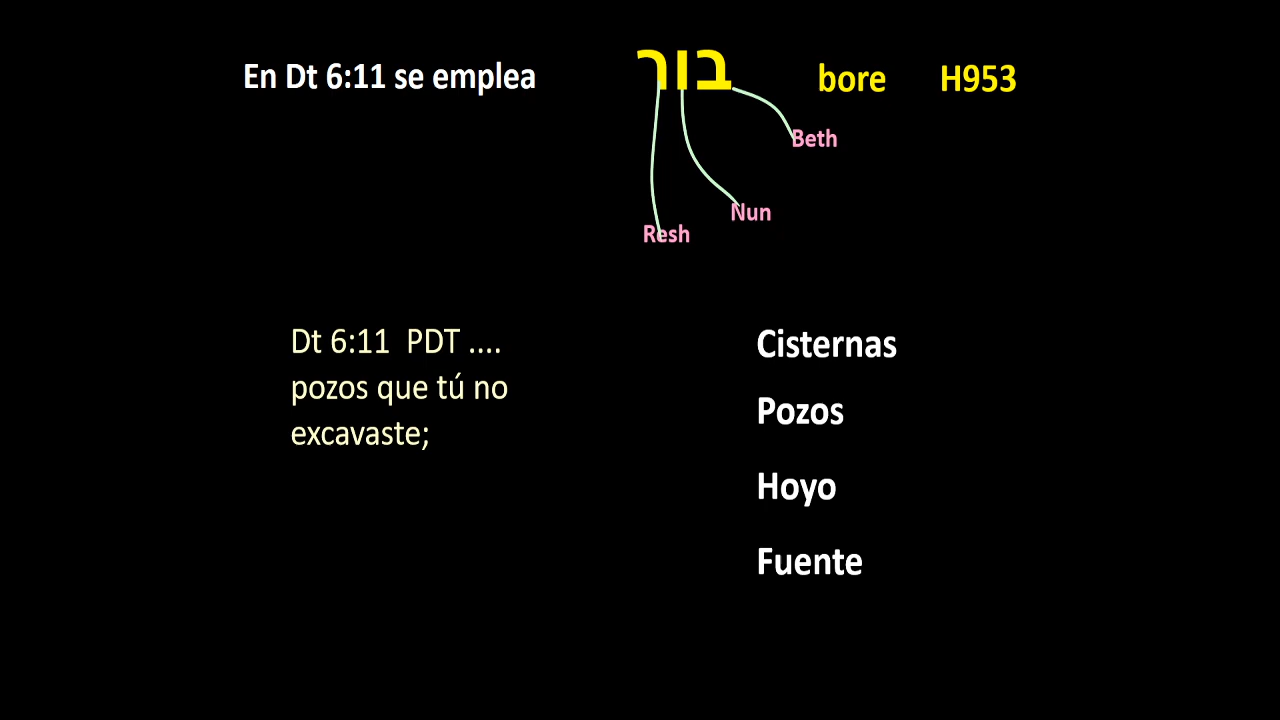 En Dt 6:11 se emplea בור bore H953
Beth
Nun
Resh
Dt 6:11 PDT ....
pozos que tú no
excavaste;
Cisternas
Pozos
Hoyo
Fuente